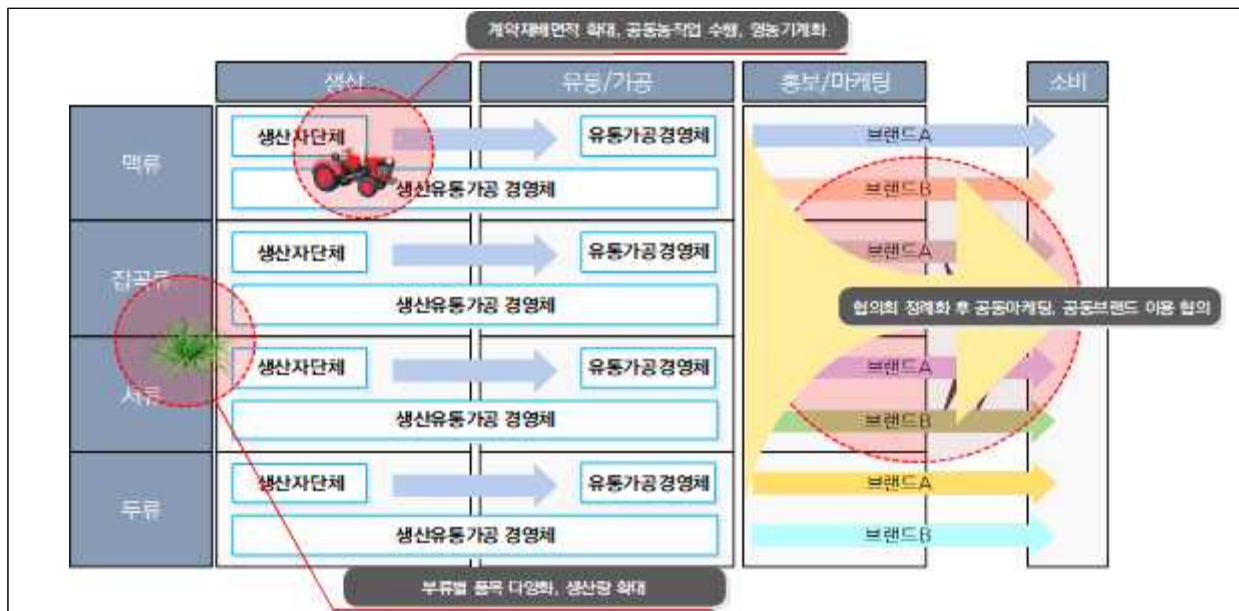 계약재배면적 확대, 공동농작업 수행, 영농기계화
생산 유통/가공 홍보/마케팅 소비
맥류
생산자단체 유통가공경영체 브랜드A
생산유통가공 경영체 브랜드B
잡곡류
생산자단체 유통가공경영체 브랜드A
생산유통가공 경영체
협의회 정례화 후 공동마케팅, 공동브랜드 이용 협의
서류
생산자단체 유통가공경영체 브랜드A
생산유통가공 경영체 브랜드B
두류
생산자단체 유통가공경영체 브랜드A
생산유통가공 경영체 브랜드B
부류별 품목 다양화, 생산량 확대